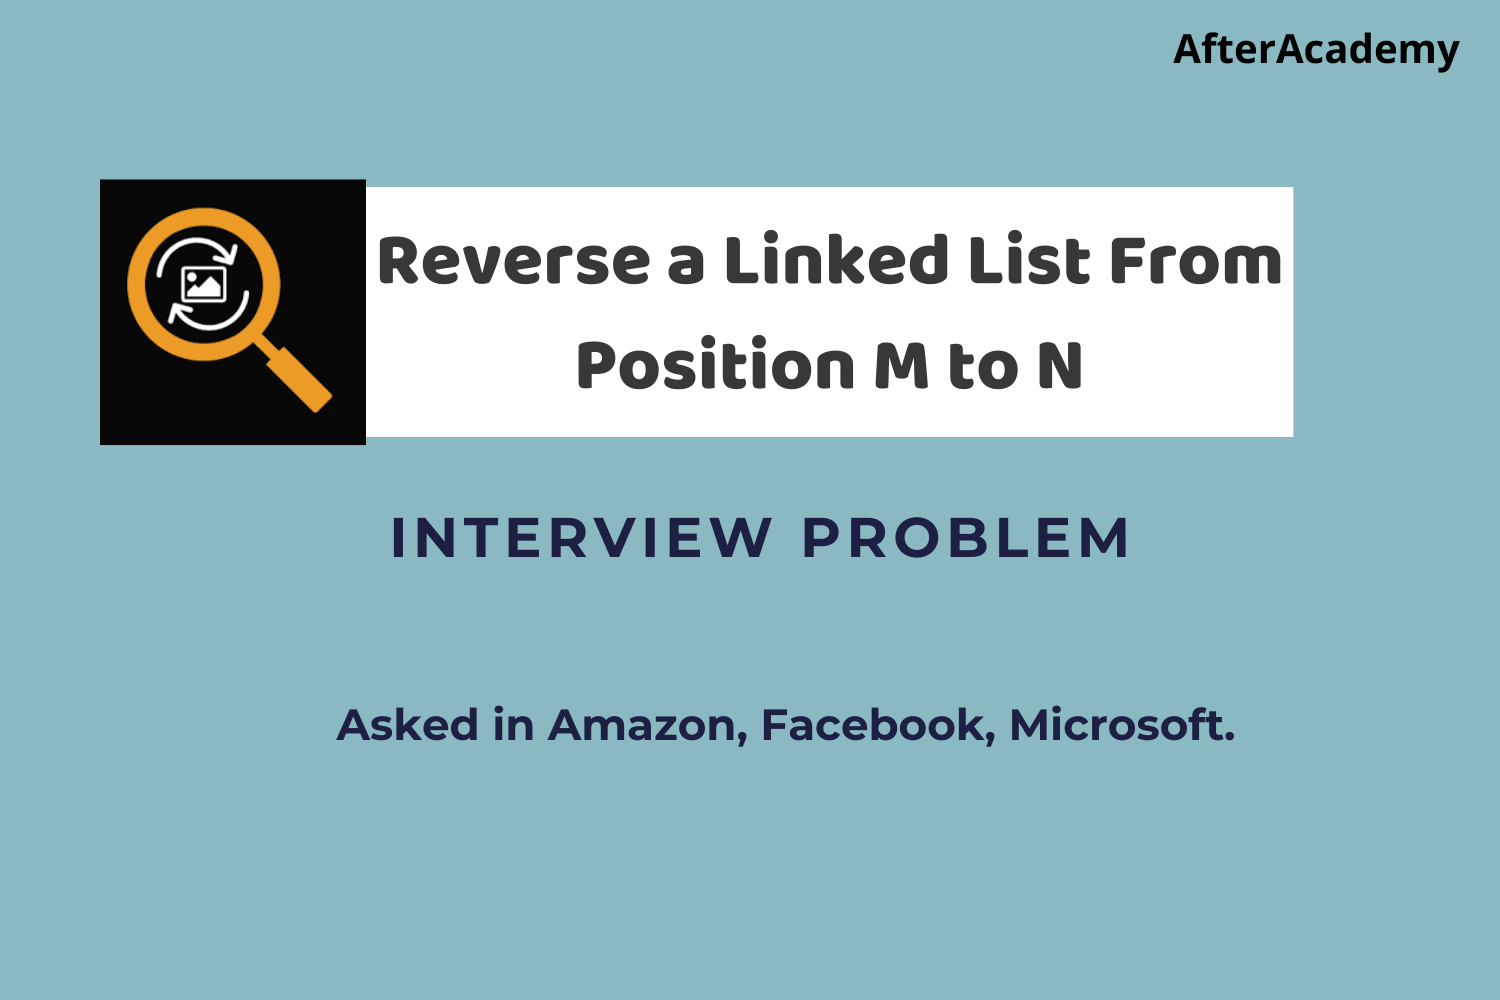 AfterAcademy
Reverse a Linked List From
Position M to N
INTERVIEW PROBLEM
Asked in Amazon, Facebook, Microsoft.